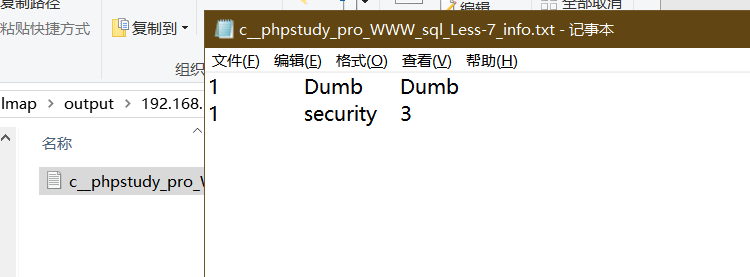 复制路径
粘贴快捷方式
复制到
组织
编辑
全部取消
c__phpstudy_pro_WWW_sql_Less-7_info.txt - 记事本
文件(F) 编辑(E) 格式(O) 查看(V) 帮助(H)
1 Dumb Dumb
1 security 3
lmap > output > 192.168.
名称
c__phpstudy_pro_